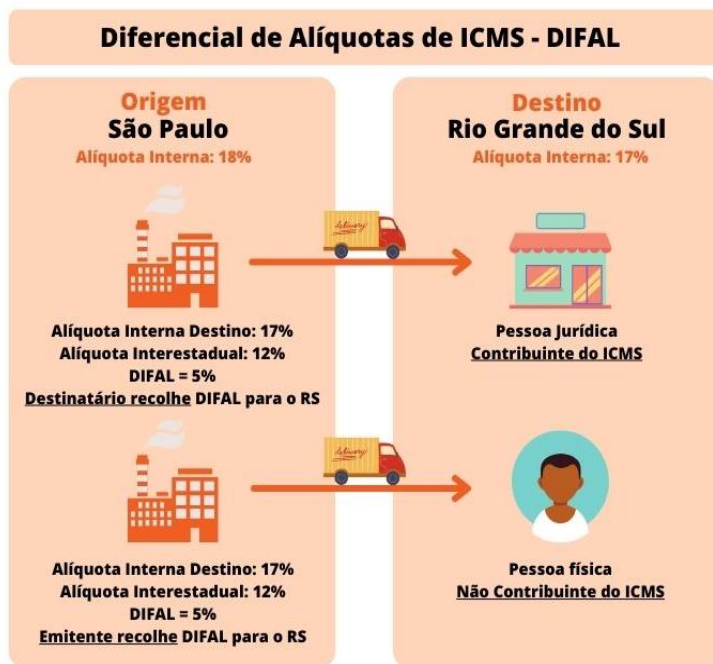 Diferencial de Alíquotas de ICMS - DIFAL
Origem
São Paulo
Alíquota Interna: 18%
Destino
Rio Grande do Sul
Alíquota Interna: 17%
delivery
Alíquota Interna Destino: 17%
Alíquota Interestadual: 12%
DIFAL = 5%
Destinatário recolhe DIFAL para o RS
Pessoa Jurídica
Contribuinte do ICMS
delivery
Alíquota Interna Destino: 17%
Alíquota Interestadual: 12%
DIFAL = 5%
Emitente recolhe DIFAL para o RS
Pessoa física
Não Contribuinte do ICMS